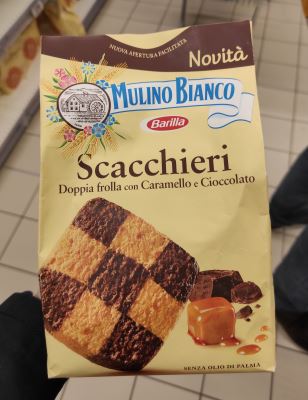 NUOVA APERTURA FACILITATA
Novità
MULINO BIANCO
Barilla
Scacchieri
Doppia frolla con Caramello e Cioccolato
SENZA OLIO DI PALMA